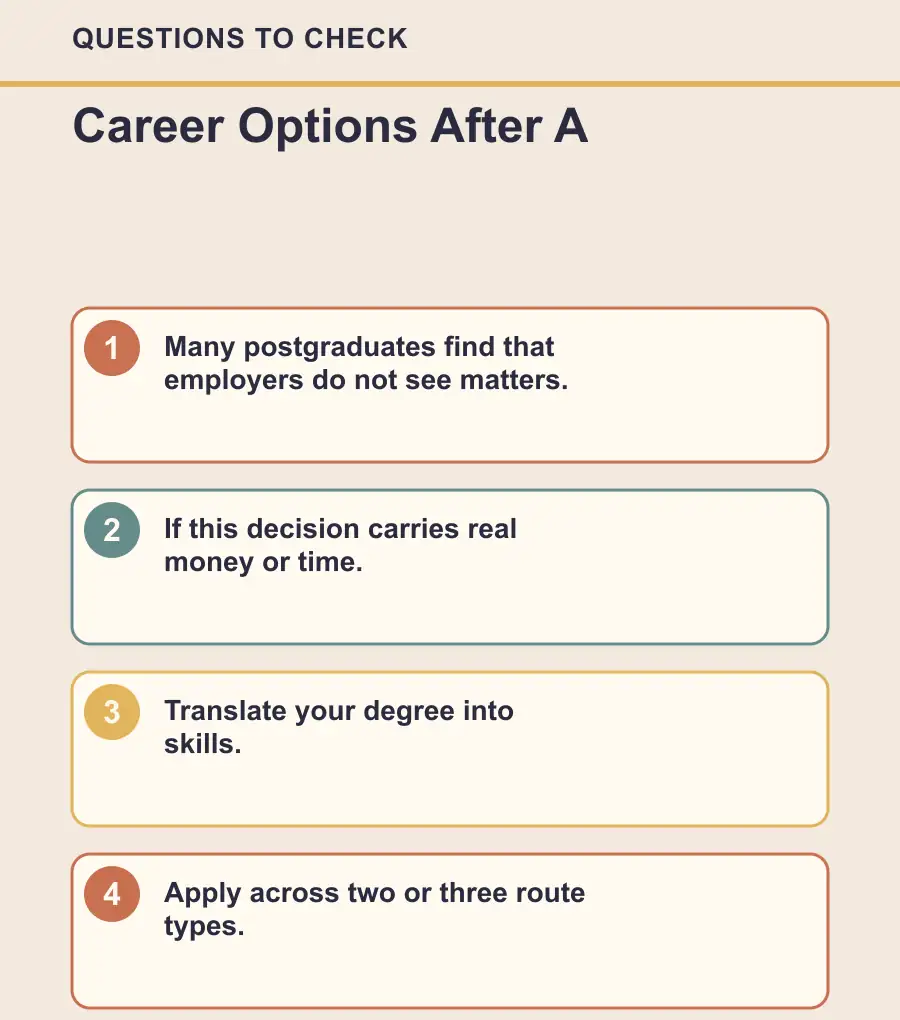 QUESTIONS TO CHECK
Career Options After A
1
Many postgraduates find that
employers do not see matters.
2
If this decision carries real
money or time.
3
Translate your degree into
skills.
4
Apply across two or three route
types.